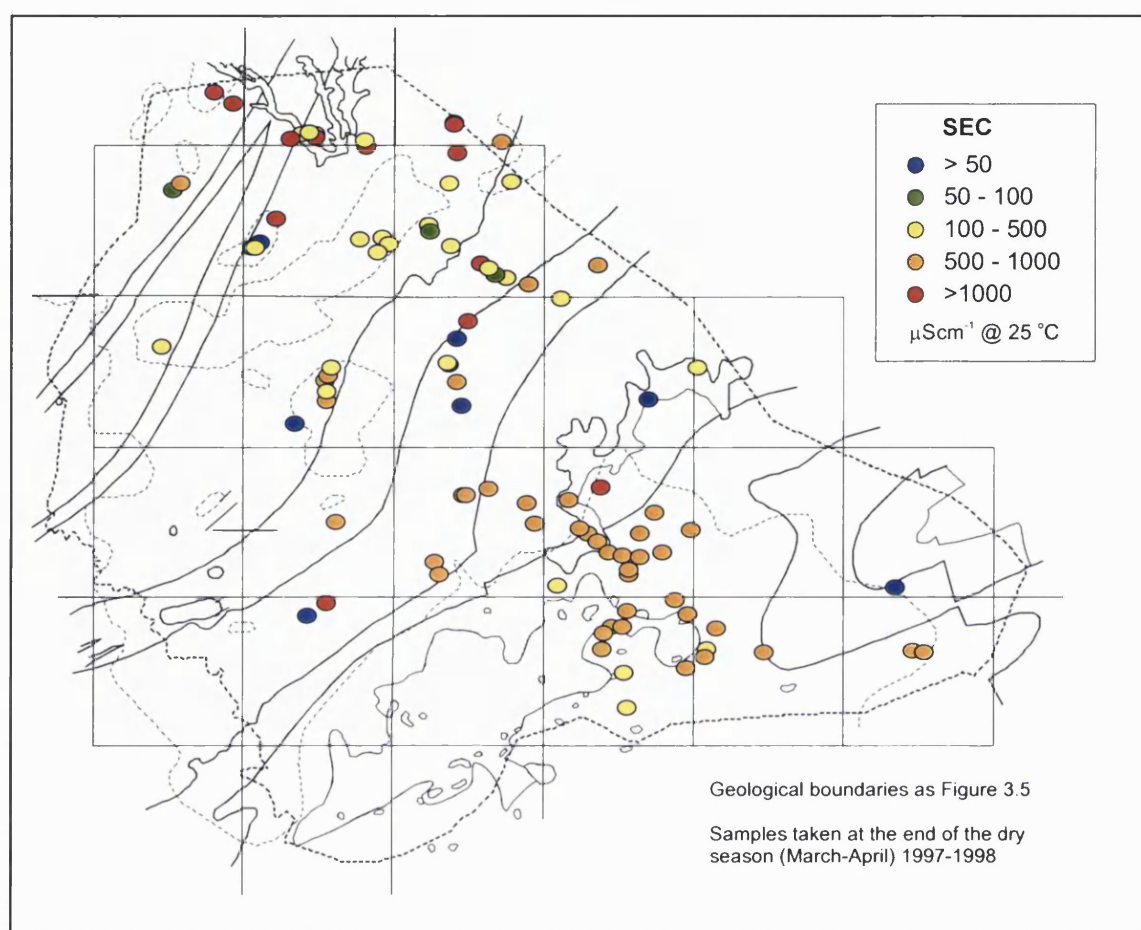 SEC
> 50
50 - 100
100 - 500
500 - 1000
>1000
µScm⁻¹ @ 25 °C
Geological boundaries as Figure 3.5
Samples taken at the end of the dry
season (March-April) 1997-1998